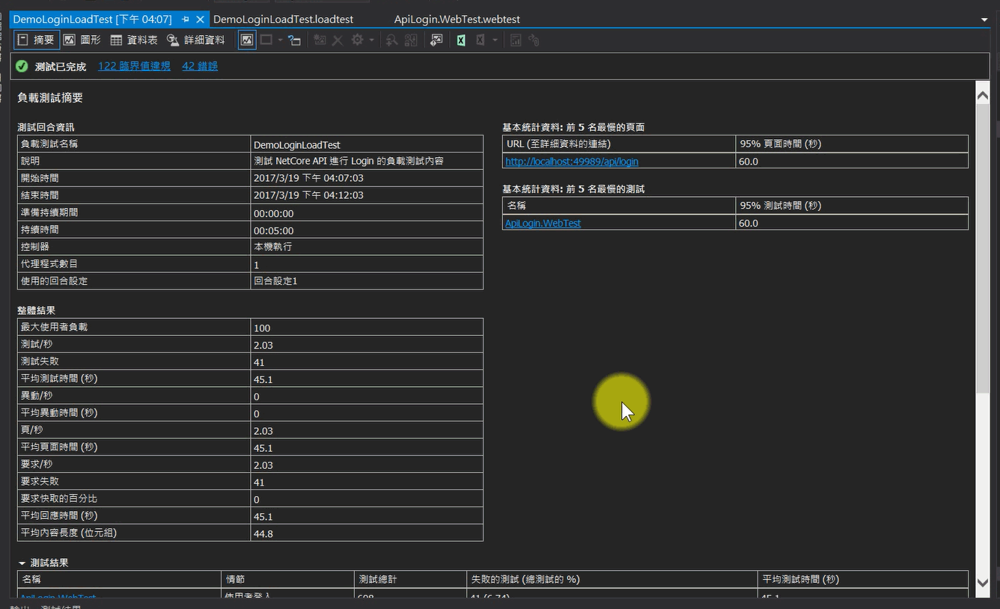 DemoLoginLoadTest [下午 04:07] DemoLoginLoadTest.loadtest ApiLogin.WebTest.webtest
摘要 圖形 資料表 詳細資料
測試已完成 122 臨界值違規 42 錯誤
負載測試摘要
測試回合資訊
負載測試名稱 DemoLoginLoadTest
說明 測試 NetCore API 進行 Login 的負載測試內容
開始時間 2017/3/19 下午 04:07:03
結束時間 2017/3/19 下午 04:12:03
準備持續期間 00:00:00
持續時間 00:05:00
控制器 本機執行
代理程式數目 1
使用的回合設定 回合設定1
基本統計資料: 前 5 名最慢的頁面
URL (至詳細資料的連結) 95% 頁面時間 (秒)
http://localhost:49989/api/login 60.0
基本統計資料: 前 5 名最慢的測試
名稱 95% 測試時間 (秒)
ApiLogin.WebTest 60.0
整體結果
最大使用者負載 100
測試/秒 2.03
測試失敗 41
平均測試時間 (秒) 45.1
異動/秒 0
平均異動時間 (秒) 0
頁/秒 2.03
平均頁面時間 (秒) 45.1
要求/秒 2.03
要求失敗 41
要求快取的百分比 0
平均回應時間 (秒) 45.1
平均內容長度 (位元組) 44.8
測試結果
名稱 情節 測試總計 失敗的測試 (總測試的 %) 平均測試時間 (秒)
ApiLogin.WebTest 使用者登入 608 41 (6.74) 45.1